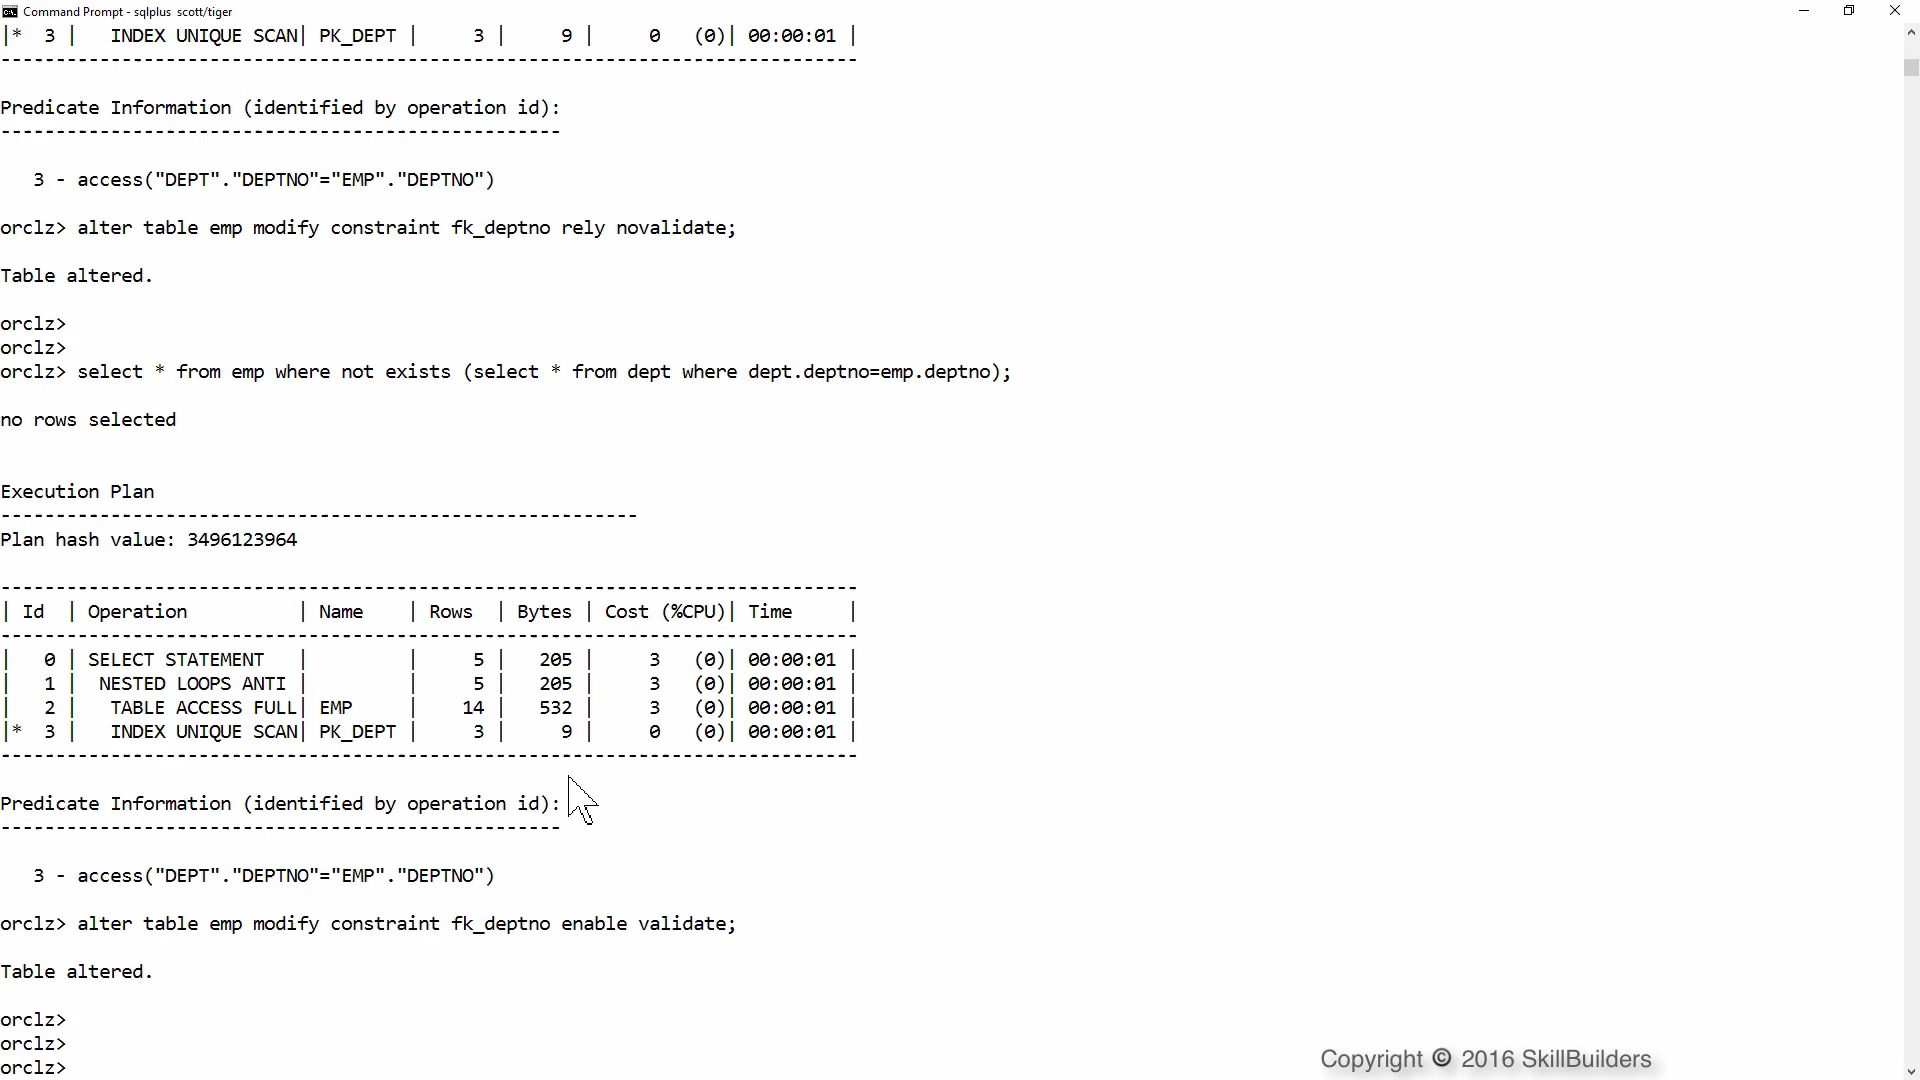 Command Prompt - sqlplus scott/tiger
|* 3 | INDEX UNIQUE SCAN| PK_DEPT | 3 | 9 | 0 (0)| 00:00:01 |
------------------------------------------------------------------------------
Predicate Information (identified by operation id):
---------------------------------------------------
3 - access("DEPT"."DEPTNO"="EMP"."DEPTNO")
orclz> alter table emp modify constraint fk_deptno rely novalidate;
Table altered.
orclz>
orclz>
orclz> select * from emp where not exists (select * from dept where dept.deptno=emp.deptno);
no rows selected
Execution Plan
----------------------------------------------------------
Plan hash value: 3496123964
------------------------------------------------------------------------------
| Id | Operation | Name | Rows | Bytes | Cost (%CPU)| Time |
------------------------------------------------------------------------------
| 0 | SELECT STATEMENT | | 5 | 205 | 3 (0)| 00:00:01 |
| 1 | NESTED LOOPS ANTI | | 5 | 205 | 3 (0)| 00:00:01 |
| 2 | TABLE ACCESS FULL| EMP | 14 | 532 | 3 (0)| 00:00:01 |
|* 3 | INDEX UNIQUE SCAN| PK_DEPT | 3 | 9 | 0 (0)| 00:00:01 |
------------------------------------------------------------------------------
Predicate Information (identified by operation id):
---------------------------------------------------
3 - access("DEPT"."DEPTNO"="EMP"."DEPTNO")
orclz> alter table emp modify constraint fk_deptno enable validate;
Table altered.
orclz>
orclz>
orclz>
Copyright © 2016 SkillBuilders